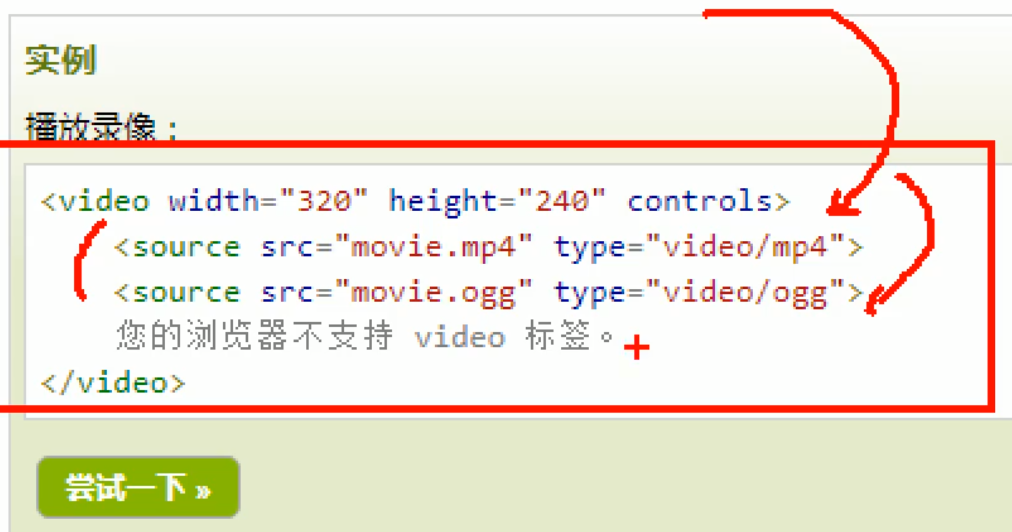 实例
播放录像：
<video width="320" height="240" controls>
<source src="movie.mp4" type="video/mp4">
<source src="movie.ogg" type="video/ogg">
您的浏览器不支持 video 标签。
</video>
尝试一下 »